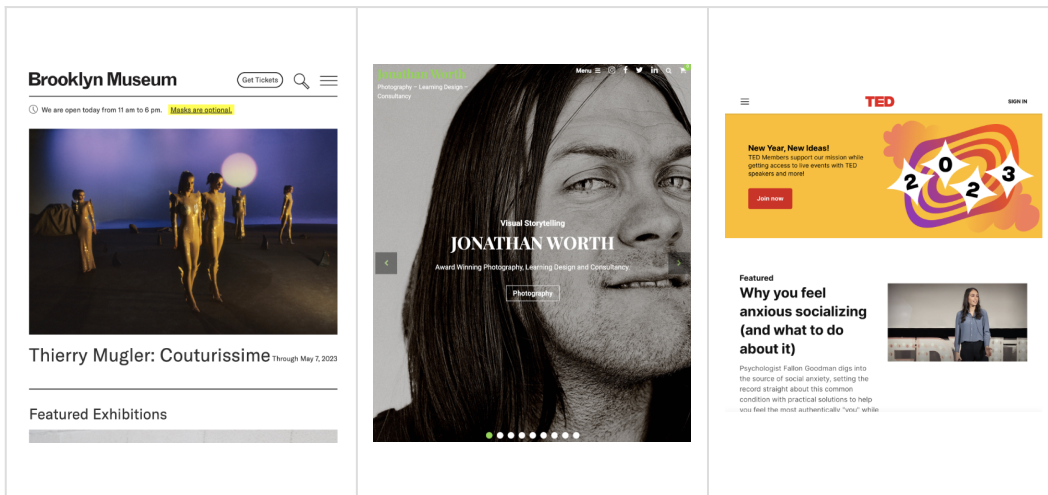 Brooklyn Museum
Get Tickets
We are open today from 11 am to 6 pm. Masks are optional.
Thierry Mugler: Couturissime Through May 7, 2023
Featured Exhibitions
Jonathan Worth
Menu
Photography – Learning Design –
Consultancy
Visual Storytelling
JONATHAN WORTH
Award Winning Photography, Learning Design and Consultancy.
Photography
TED
SIGN IN
New Year, New Ideas!
TED Members support our mission while
getting access to live events with TED
speakers and more!
Join now
2 0 2 3
Featured
Why you feel
anxious socializing
(and what to do
about it)
Psychologist Fallon Goodman digs into
the source of social anxiety, setting the
record straight about this common
condition with practical solutions to help
you feel the most authentically "you" while